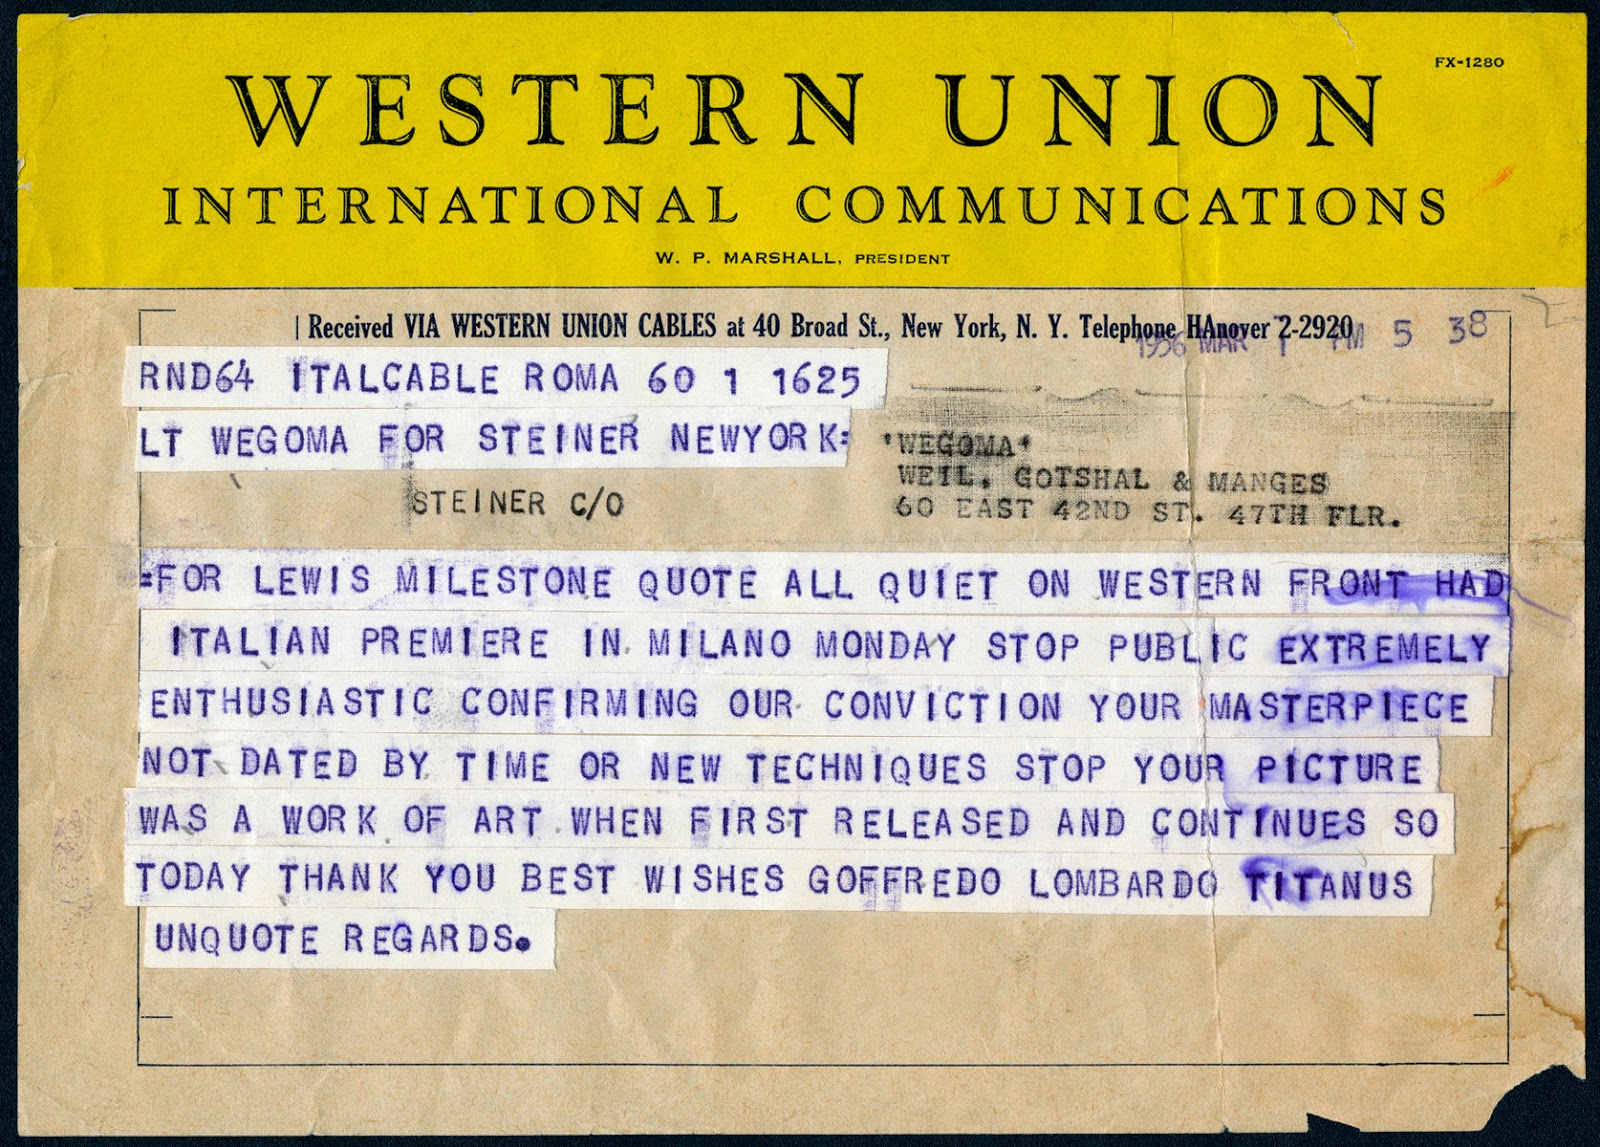 FX-1280
WESTERN UNION
INTERNATIONAL COMMUNICATIONS
W. P. MARSHALL, PRESIDENT
Received VIA WESTERN UNION CABLES at 40 Broad St., New York, N. Y. Telephone HAnover 2-2920
1956 MAR 1 PM 5 38
RND64 ITALCABLE ROMA 60 1 1625
LT WEGOMA FOR STEINER NEWYORK=
'WEGOMA'
WEIL, GOTSHAL & MANGES
STEINER C/O
60 EAST 42ND ST. 47TH FLR.
=FOR LEWIS MILESTONE QUOTE ALL QUIET ON WESTERN FRONT HAD
ITALIAN PREMIERE IN MILANO MONDAY STOP PUBLIC EXTREMELY
ENTHUSIASTIC CONFIRMING OUR CONVICTION YOUR MASTERPIECE
NOT DATED BY TIME OR NEW TECHNIQUES STOP YOUR PICTURE
WAS A WORK OF ART WHEN FIRST RELEASED AND CONTINUES SO
TODAY THANK YOU BEST WISHES GOFFREDO LOMBARDO TITANUS
UNQUOTE REGARDS.